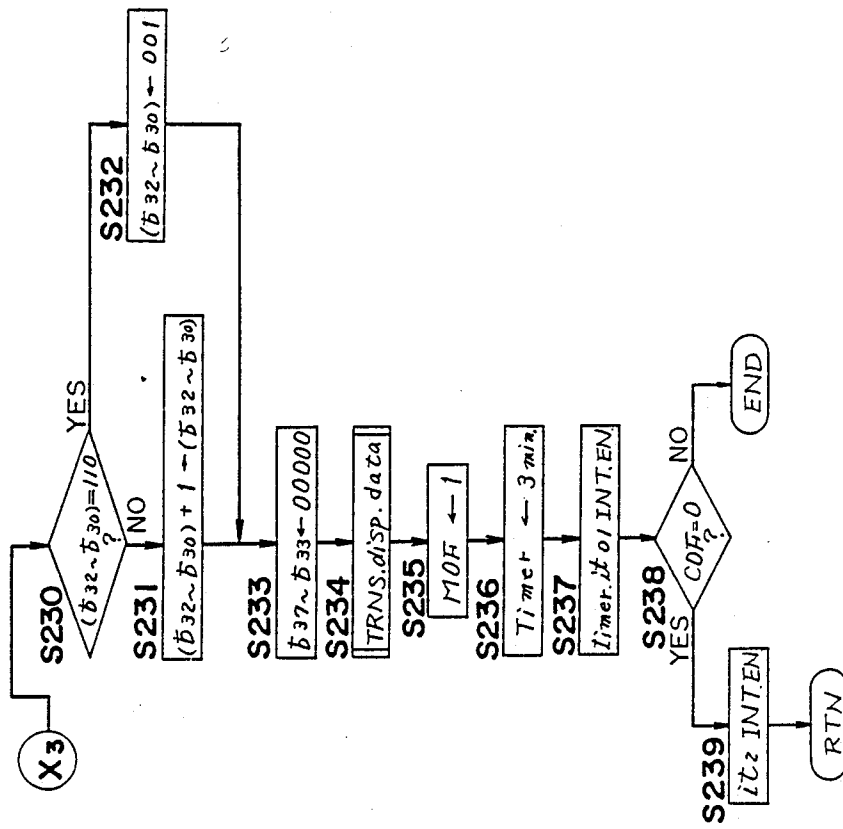 X3
S230
(b32~b30)=110
?
YES
NO
S232
(b32~b30)←001
S231
(b32~b30)+1→(b32~b30)
S233
b37~b33←00000
S234
TRNS.disp.data
S235
MOF←1
S236
Timer←3min.
S237
timer.it01 INT.EN.
S238
COF=0
?
YES
NO
S239
it2 INT.EN
RTN
END